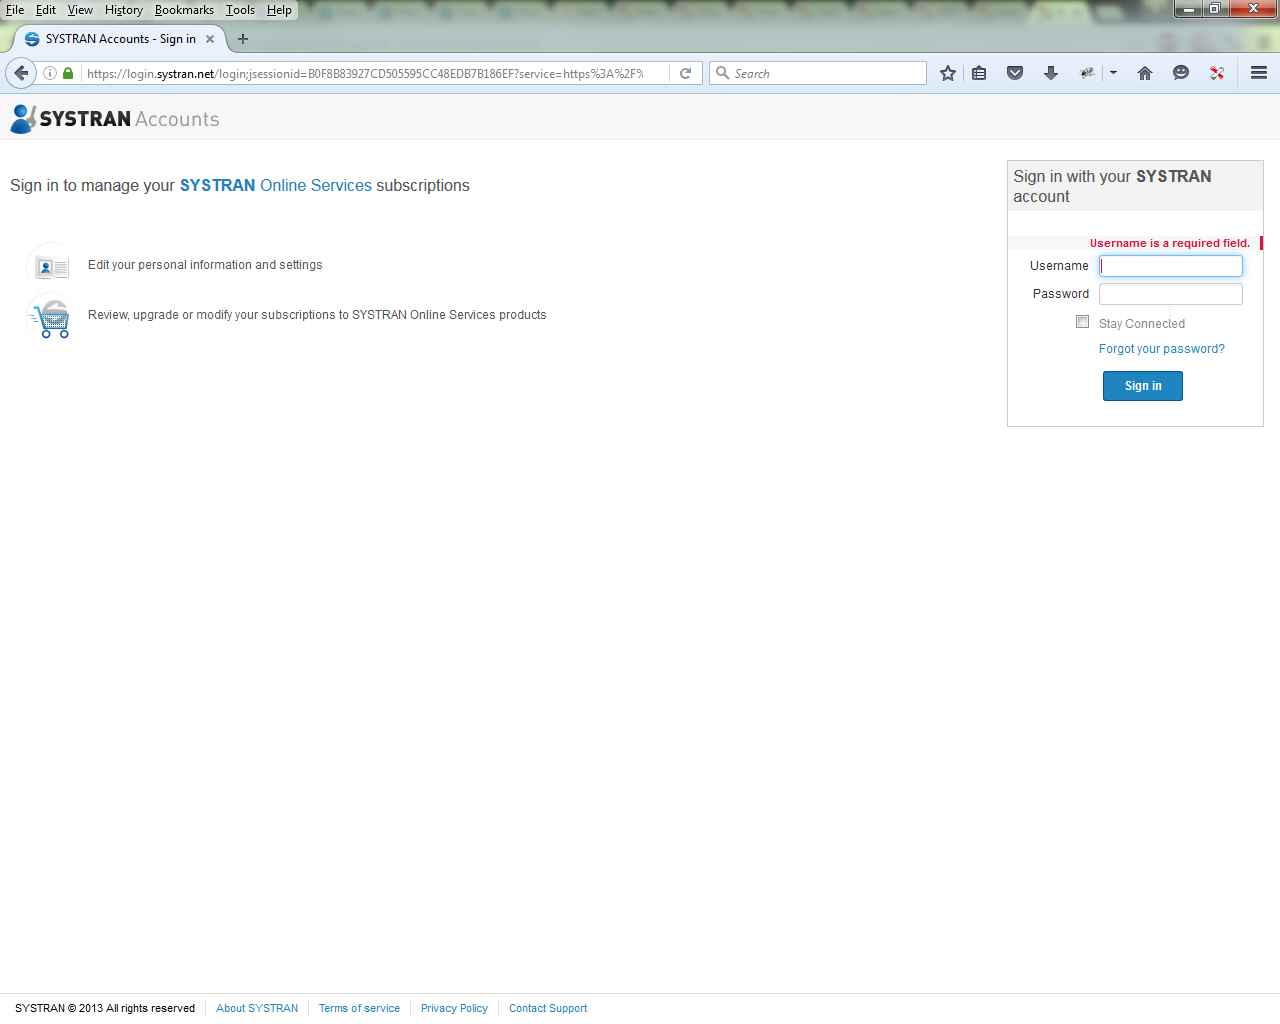 File Edit View History Bookmarks Tools Help
SYSTRAN Accounts - Sign in
https://login.systran.net/login;jsessionid=B0F8B83927CD505595CC48EDB7B186EF?service=https%3A%2F%
Search
SYSTRAN Accounts
Sign in to manage your SYSTRAN Online Services subscriptions
Edit your personal information and settings
Review, upgrade or modify your subscriptions to SYSTRAN Online Services products
Sign in with your SYSTRAN
account
Username is a required field.
Username
Password
Stay Connected
Forgot your password?
Sign in
SYSTRAN © 2013 All rights reserved About SYSTRAN Terms of service Privacy Policy Contact Support